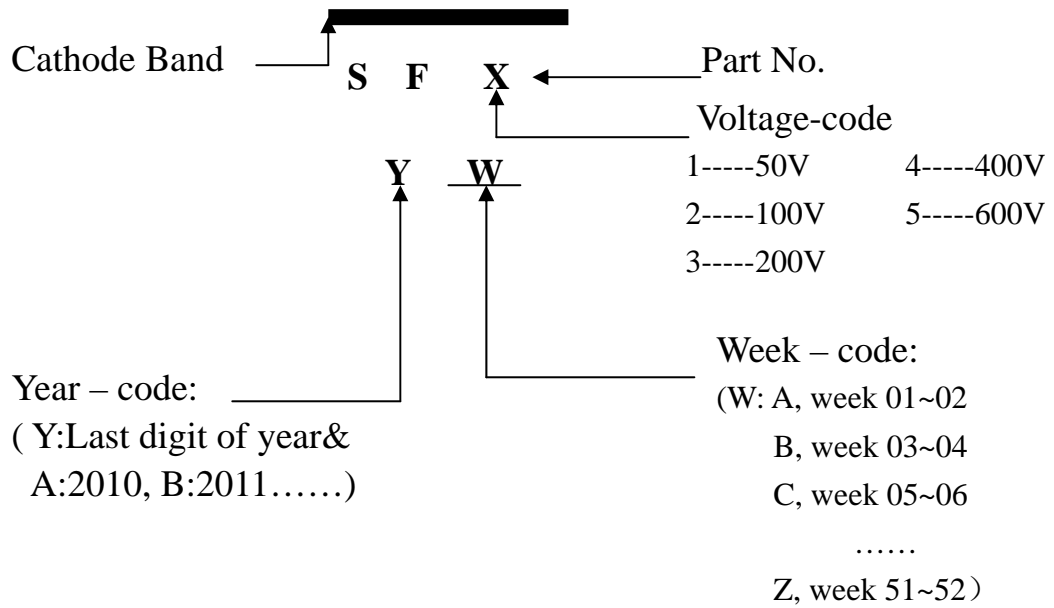 Cathode Band
S F X
Part No.
Voltage-code
1-----50V 4-----400V
2-----100V 5-----600V
3-----200V
Y W
Year – code:
( Y:Last digit of year&
A:2010, B:2011……)
Week – code:
(W: A, week 01~02
B, week 03~04
C, week 05~06
……
Z, week 51~52）